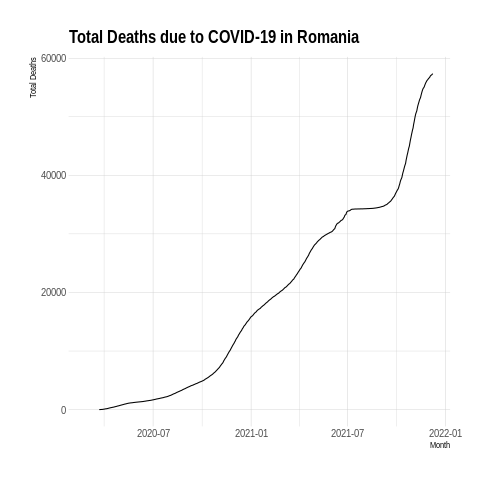 Total Deaths due to COVID-19 in Romania
Total Deaths
60000
40000
20000
0
2020-07 2021-01 2021-07 2022-01
Month